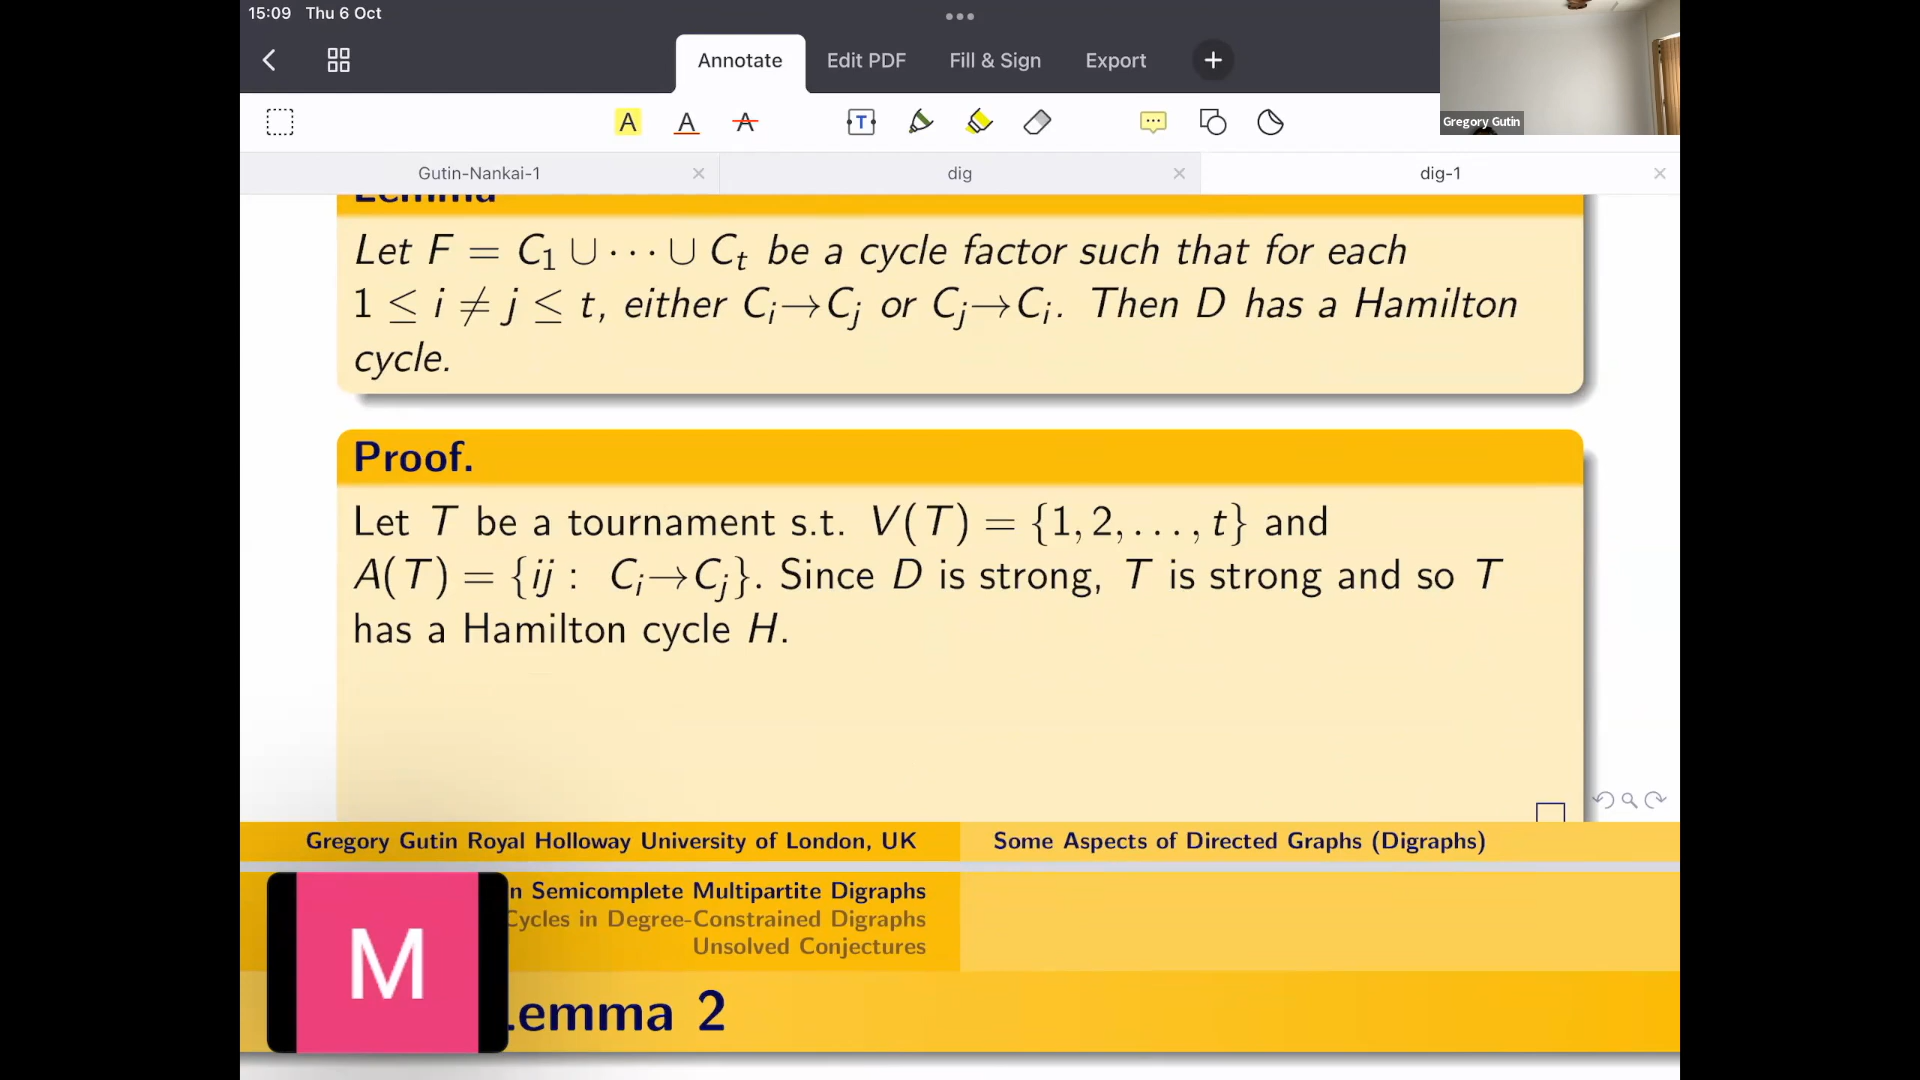 15:09 Thu 6 Oct
Annotate Edit PDF Fill & Sign Export
Gregory Gutin
A A A T
Gutin-Nankai-1 dig dig-1
Lemma
Let F = C₁ ∪ · · · ∪ Cₜ be a cycle factor such that for each
1 ≤ i ≠ j ≤ t, either Cᵢ→Cⱼ or Cⱼ→Cᵢ. Then D has a Hamilton
cycle.
Proof.
Let T be a tournament s.t. V(T) = {1, 2, . . . , t} and
A(T) = {ij : Cᵢ→Cⱼ}. Since D is strong, T is strong and so T
has a Hamilton cycle H.
Gregory Gutin Royal Holloway University of London, UK Some Aspects of Directed Graphs (Digraphs)
n Semicomplete Multipartite Digraphs
Cycles in Degree-Constrained Digraphs
Unsolved Conjectures
M
emma 2